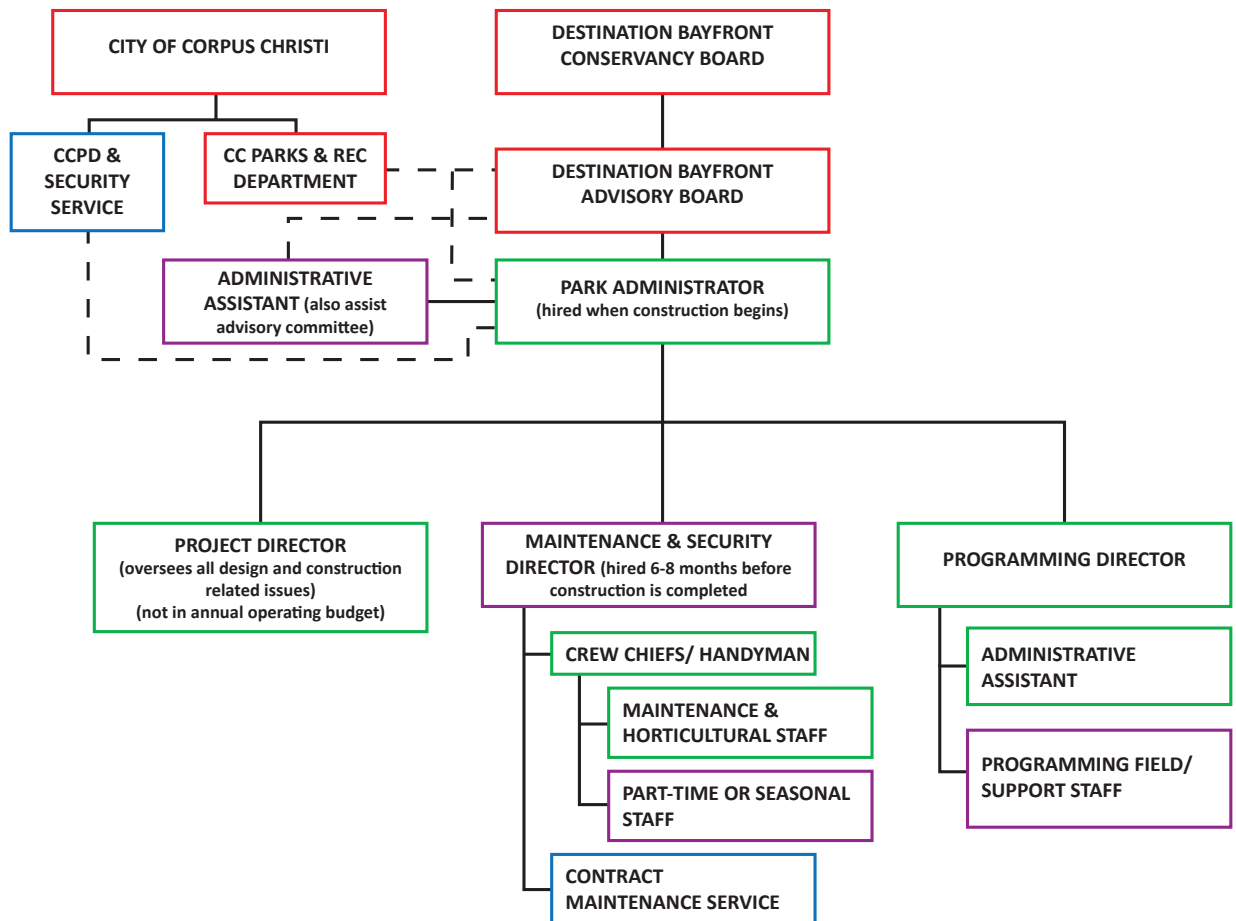 CITY OF CORPUS CHRISTI
DESTINATION BAYFRONT
CONSERVANCY BOARD
CCPD &
SECURITY
SERVICE
CC PARKS & REC
DEPARTMENT
DESTINATION BAYFRONT
ADVISORY BOARD
ADMINISTRATIVE
ASSISTANT (also assist
advisory committee)
PARK ADMINISTRATOR
(hired when construction begins)
PROJECT DIRECTOR
(oversees all design and construction
related issues)
(not in annual operating budget)
MAINTENANCE & SECURITY
DIRECTOR (hired 6-8 months before
construction is completed
PROGRAMMING DIRECTOR
CREW CHIEFS/ HANDYMAN
MAINTENANCE &
HORTICULTURAL STAFF
PART-TIME OR SEASONAL
STAFF
CONTRACT
MAINTENANCE SERVICE
ADMINISTRATIVE
ASSISTANT
PROGRAMMING FIELD/
SUPPORT STAFF